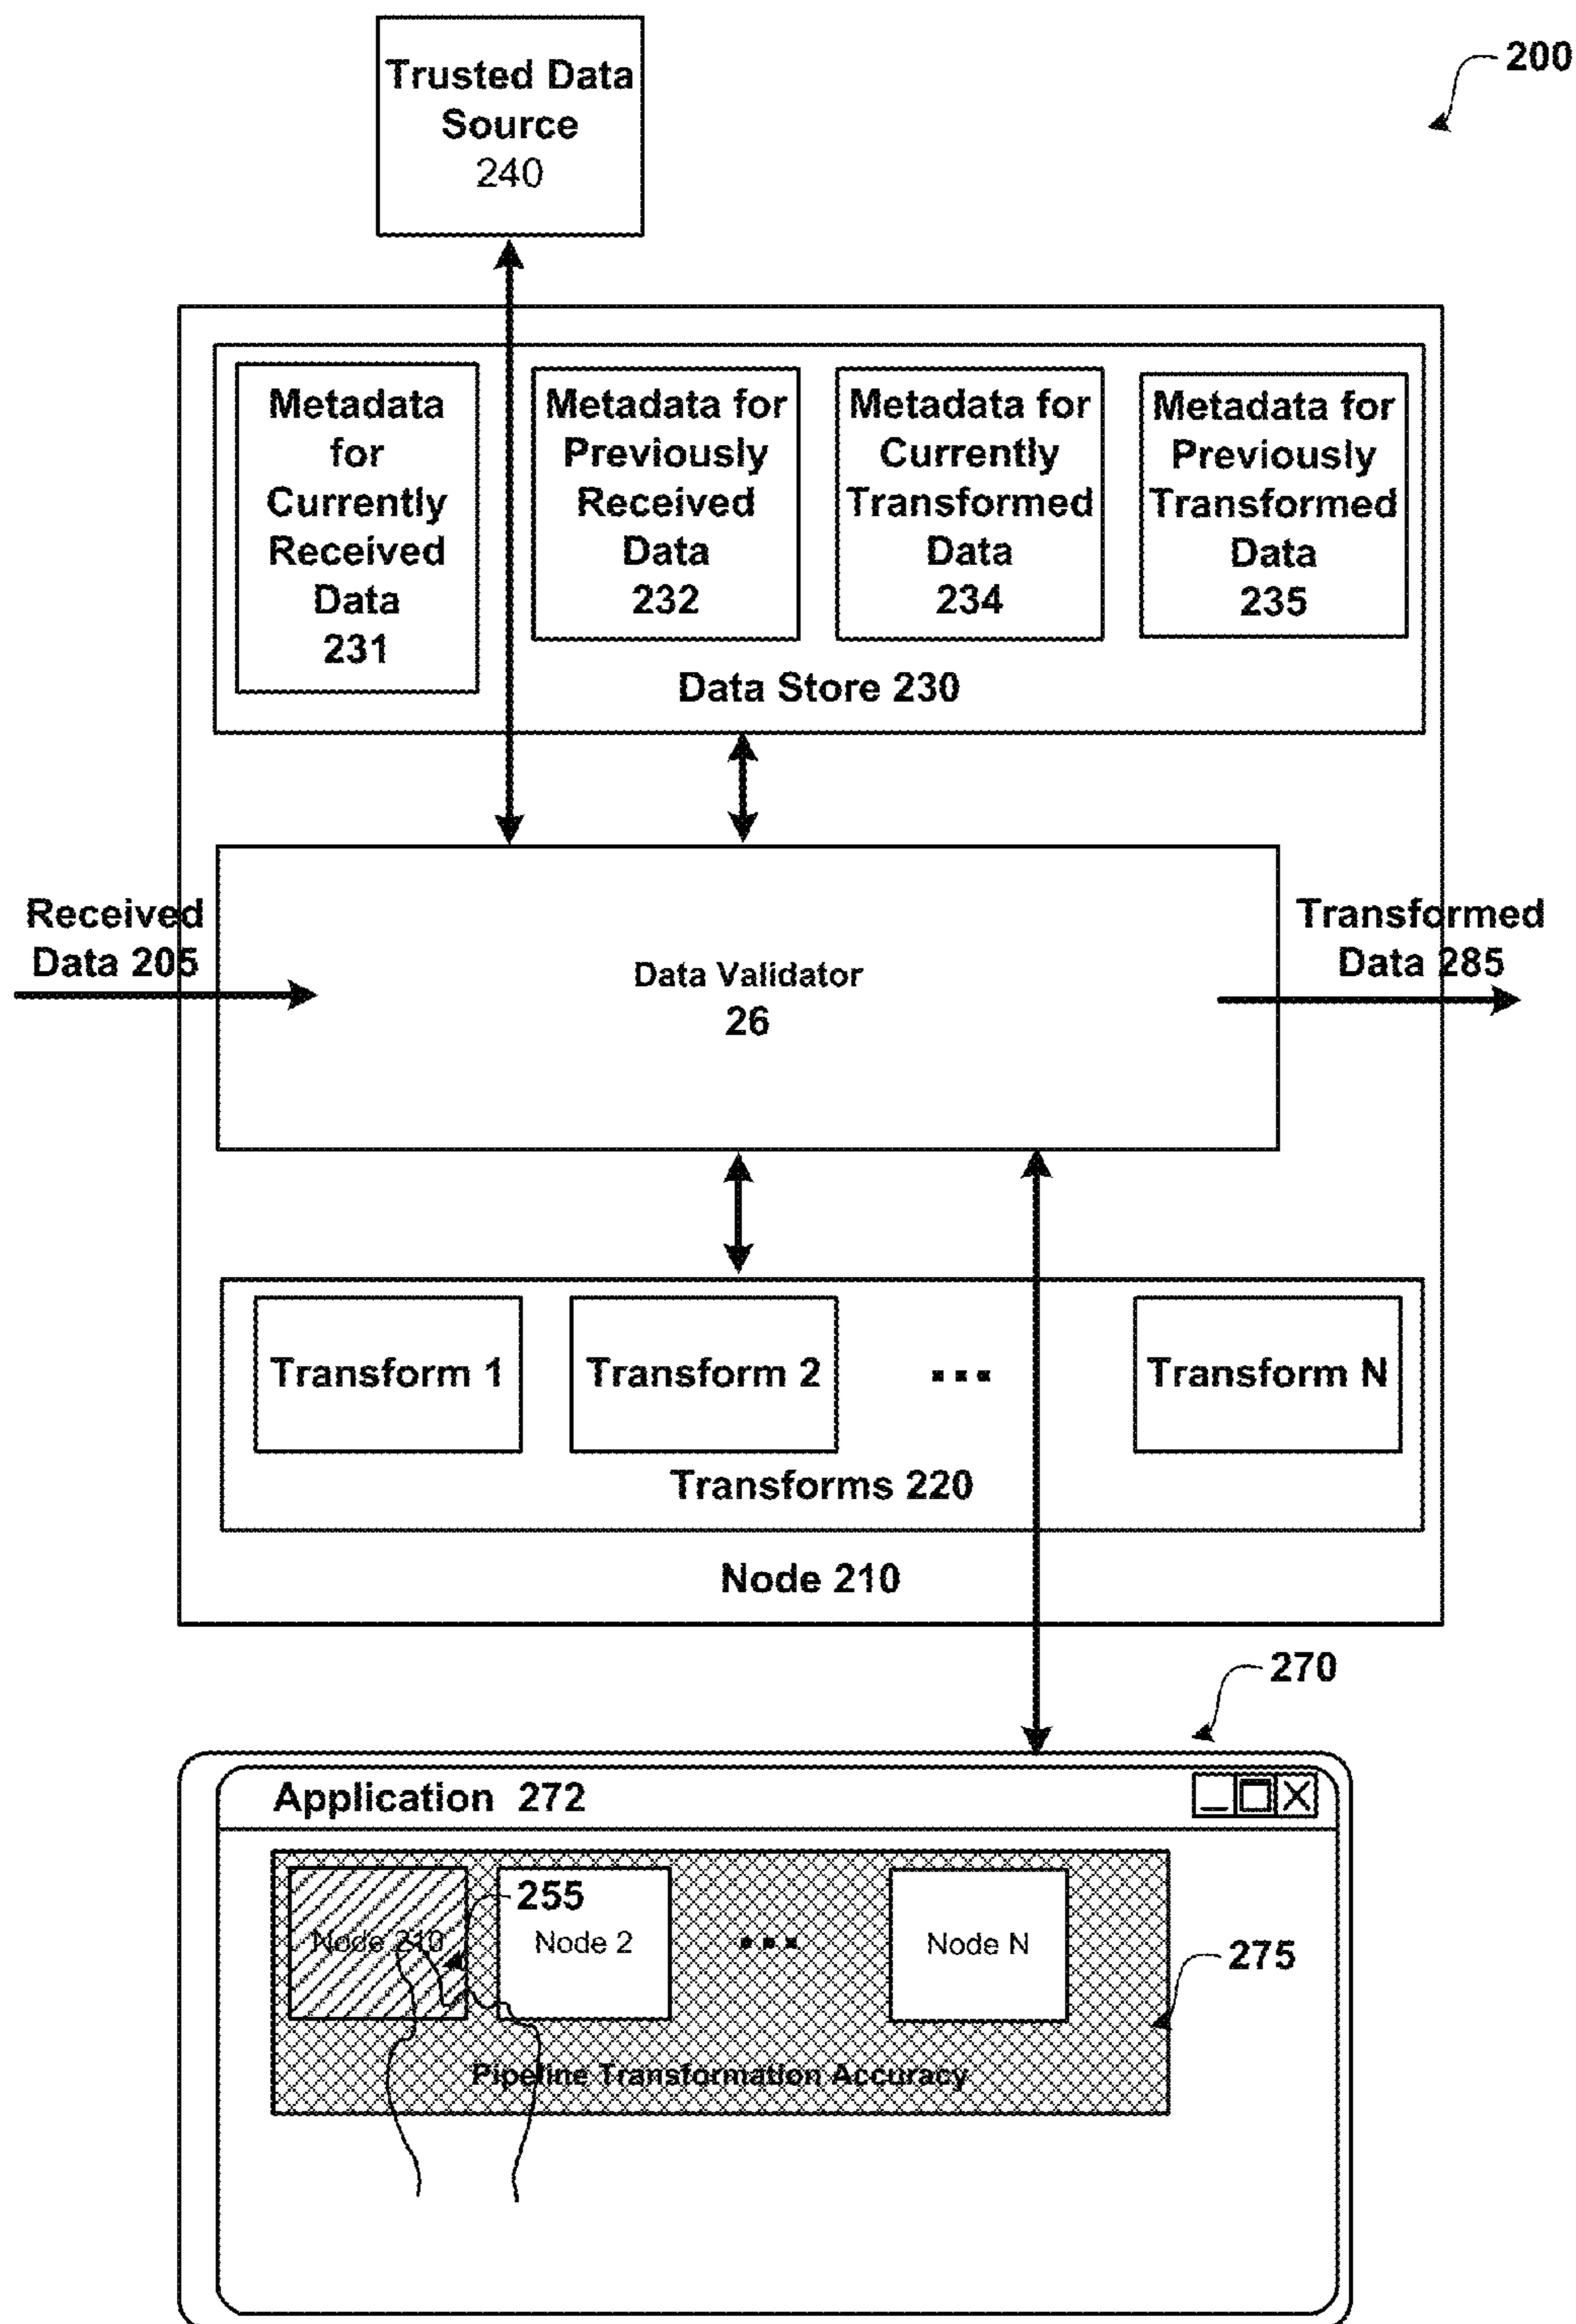 200
Trusted Data
Source
240
Metadata
for
Currently
Received
Data
231
Metadata for
Previously
Received
Data
232
Metadata for
Currently
Transformed
Data
234
Metadata for
Previously
Transformed
Data
235
Data Store 230
Received
Data 205
Data Validator
26
Transformed
Data 285
Transform 1
Transform 2
...
Transform N
Transforms 220
Node 210
270
Application 272
Node 210
255
Node 2
...
Node N
275
Pipeline Transformation Accuracy